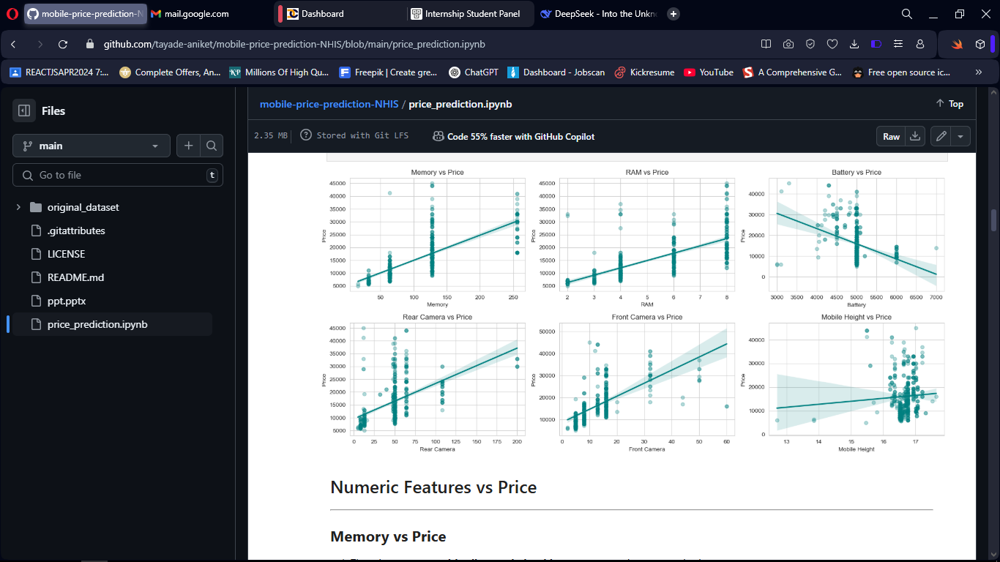 mobile-price-prediction-N
mail.google.com
Dashboard
Internship Student Panel
DeepSeek - Into the Unkn
github.com/tayade-aniket/mobile-price-prediction-NHIS/blob/main/price_prediction.ipynb
REACTJSAPR2024 7:...
Complete Offers, An...
Millions Of High Qu...
Freepik | Create gre...
ChatGPT
Dashboard - Jobscan
Kickresume
YouTube
A Comprehensive G...
Free open source ic...
»
Files
main
Go to file
t
original_dataset
.gitattributes
LICENSE
README.md
ppt.pptx
price_prediction.ipynb
mobile-price-prediction-NHIS / price_prediction.ipynb
Top
2.35 MB
Stored with Git LFS
Code 55% faster with GitHub Copilot
Raw
Memory vs Price
45000
40000
35000
30000
25000
20000
15000
10000
5000
Price
50 100 150 200 250
Memory
RAM vs Price
45000
40000
35000
30000
25000
20000
15000
10000
5000
Price
2 3 4 5 6 7 8
RAM
Battery vs Price
40000
30000
20000
10000
0
Price
3000 3500 4000 4500 5000 5500 6000 6500 7000
Battery
Rear Camera vs Price
45000
40000
35000
30000
25000
20000
15000
10000
5000
Price
0 25 50 75 100 125 150 175 200
Rear Camera
Front Camera vs Price
50000
40000
30000
20000
10000
Price
0 10 20 30 40 50 60
Front Camera
Mobile Height vs Price
40000
30000
20000
10000
0
Price
13 14 15 16 17
Mobile Height
Numeric Features vs Price
Memory vs Price